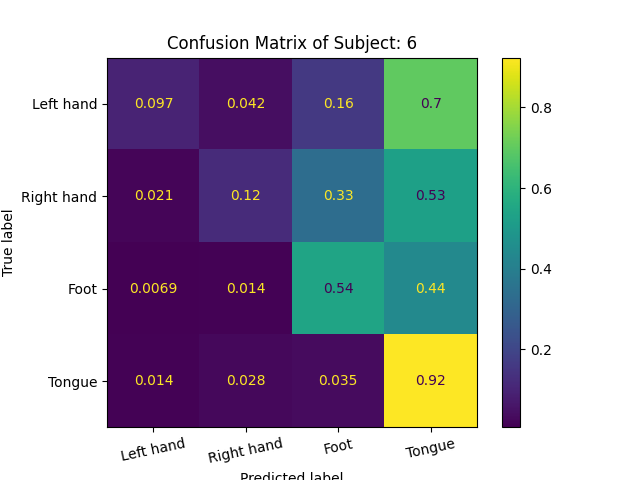 Confusion Matrix of Subject: 6
True label
Left hand 0.097 0.042 0.16 0.7
Right hand 0.021 0.12 0.33 0.53
Foot 0.0069 0.014 0.54 0.44
Tongue 0.014 0.028 0.035 0.92
Left hand Right hand Foot Tongue
Predicted label
0.8
0.6
0.4
0.2